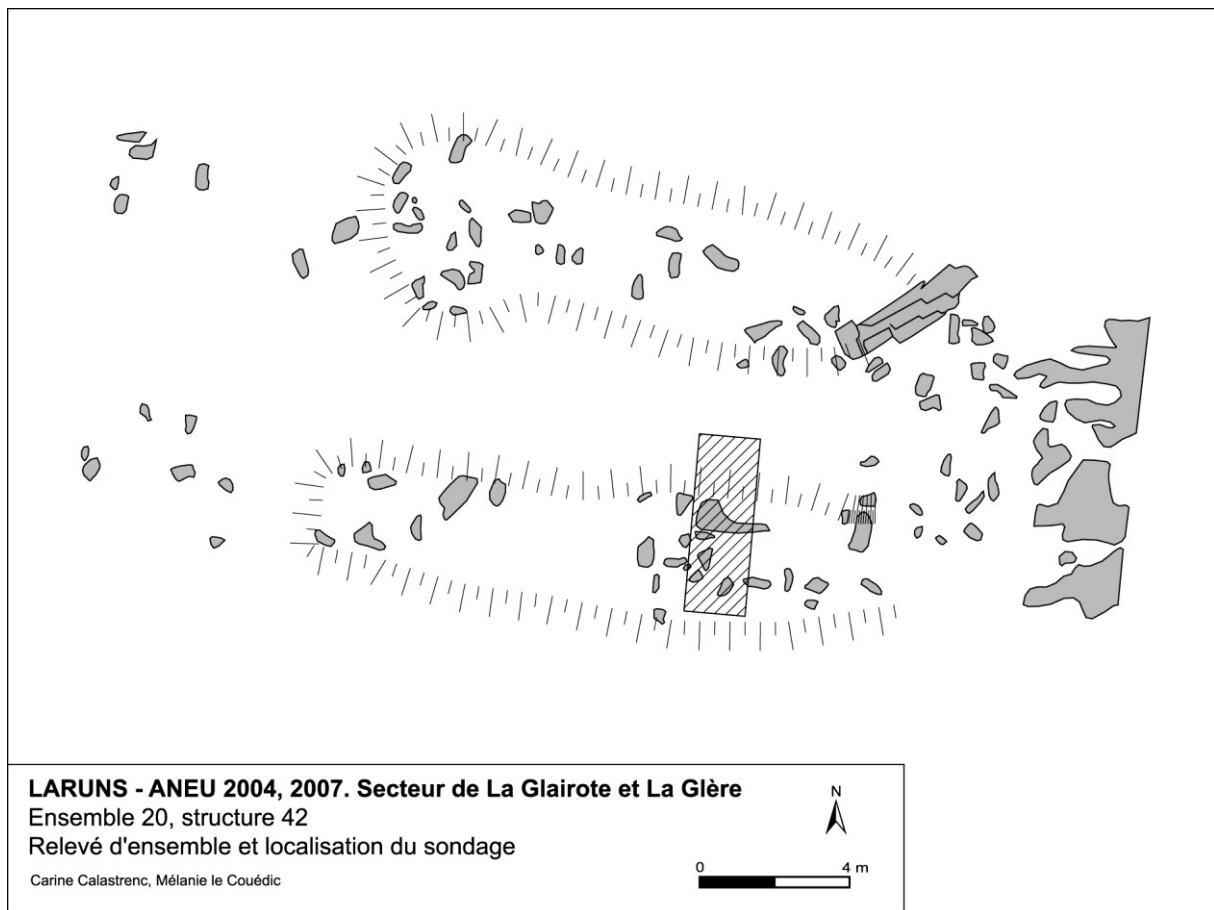 LARUNS - ANEU 2004, 2007. Secteur de La Glairote et La Glère
Ensemble 20, structure 42
Relevé d'ensemble et localisation du sondage
Carine Calastrenc, Mélanie le Couédic
N
0 4 m